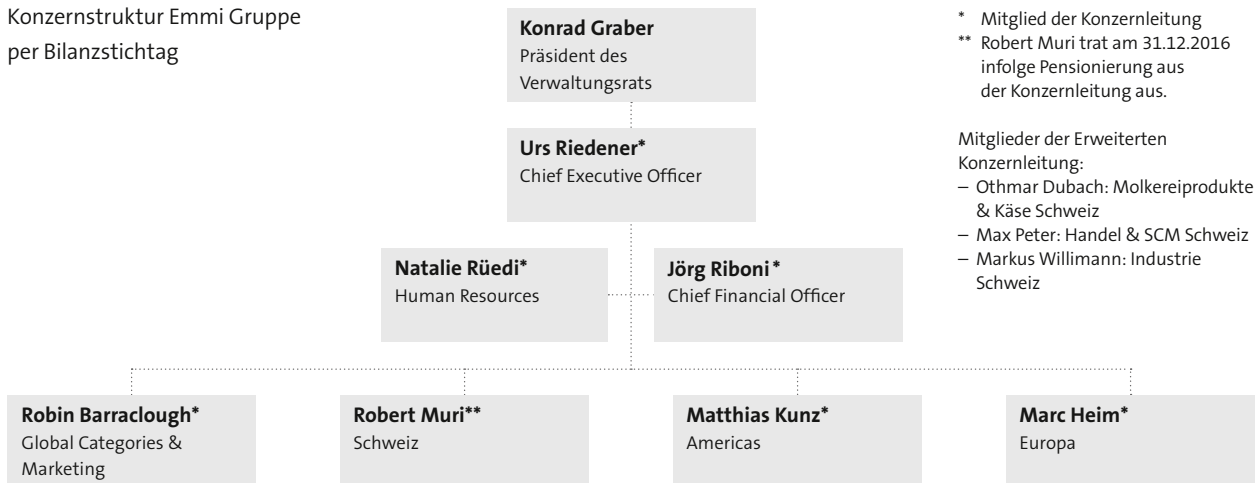 Konzernstruktur Emmi Gruppe
per Bilanzstichtag
Konrad Graber
Präsident des
Verwaltungsrats
* Mitglied der Konzernleitung
** Robert Muri trat am 31.12.2016
infolge Pensionierung aus
der Konzernleitung aus.
Mitglieder der Erweiterten
Konzernleitung:
– Othmar Dubach: Molkereiprodukte
& Käse Schweiz
– Max Peter: Handel & SCM Schweiz
– Markus Willimann: Industrie
Schweiz
Urs Riedener*
Chief Executive Officer
Natalie Rüedi*
Human Resources
Jörg Riboni *
Chief Financial Officer
Robin Barraclough*
Global Categories &
Marketing
Robert Muri**
Schweiz
Matthias Kunz*
Americas
Marc Heim*
Europa